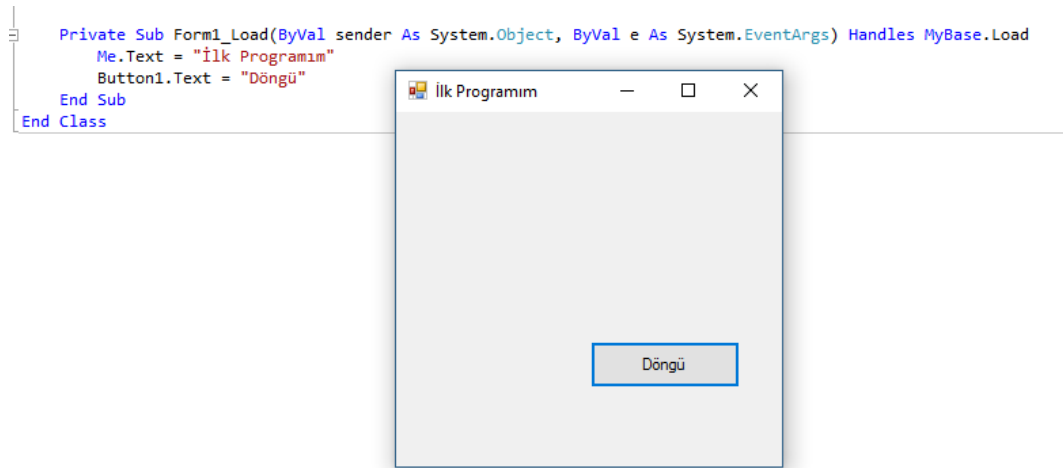 Private Sub Form1_Load(ByVal sender As System.Object, ByVal e As System.EventArgs) Handles MyBase.Load
Me.Text = "İlk Programım"
Button1.Text = "Döngü"
End Sub
End Class
İlk Programım
Döngü